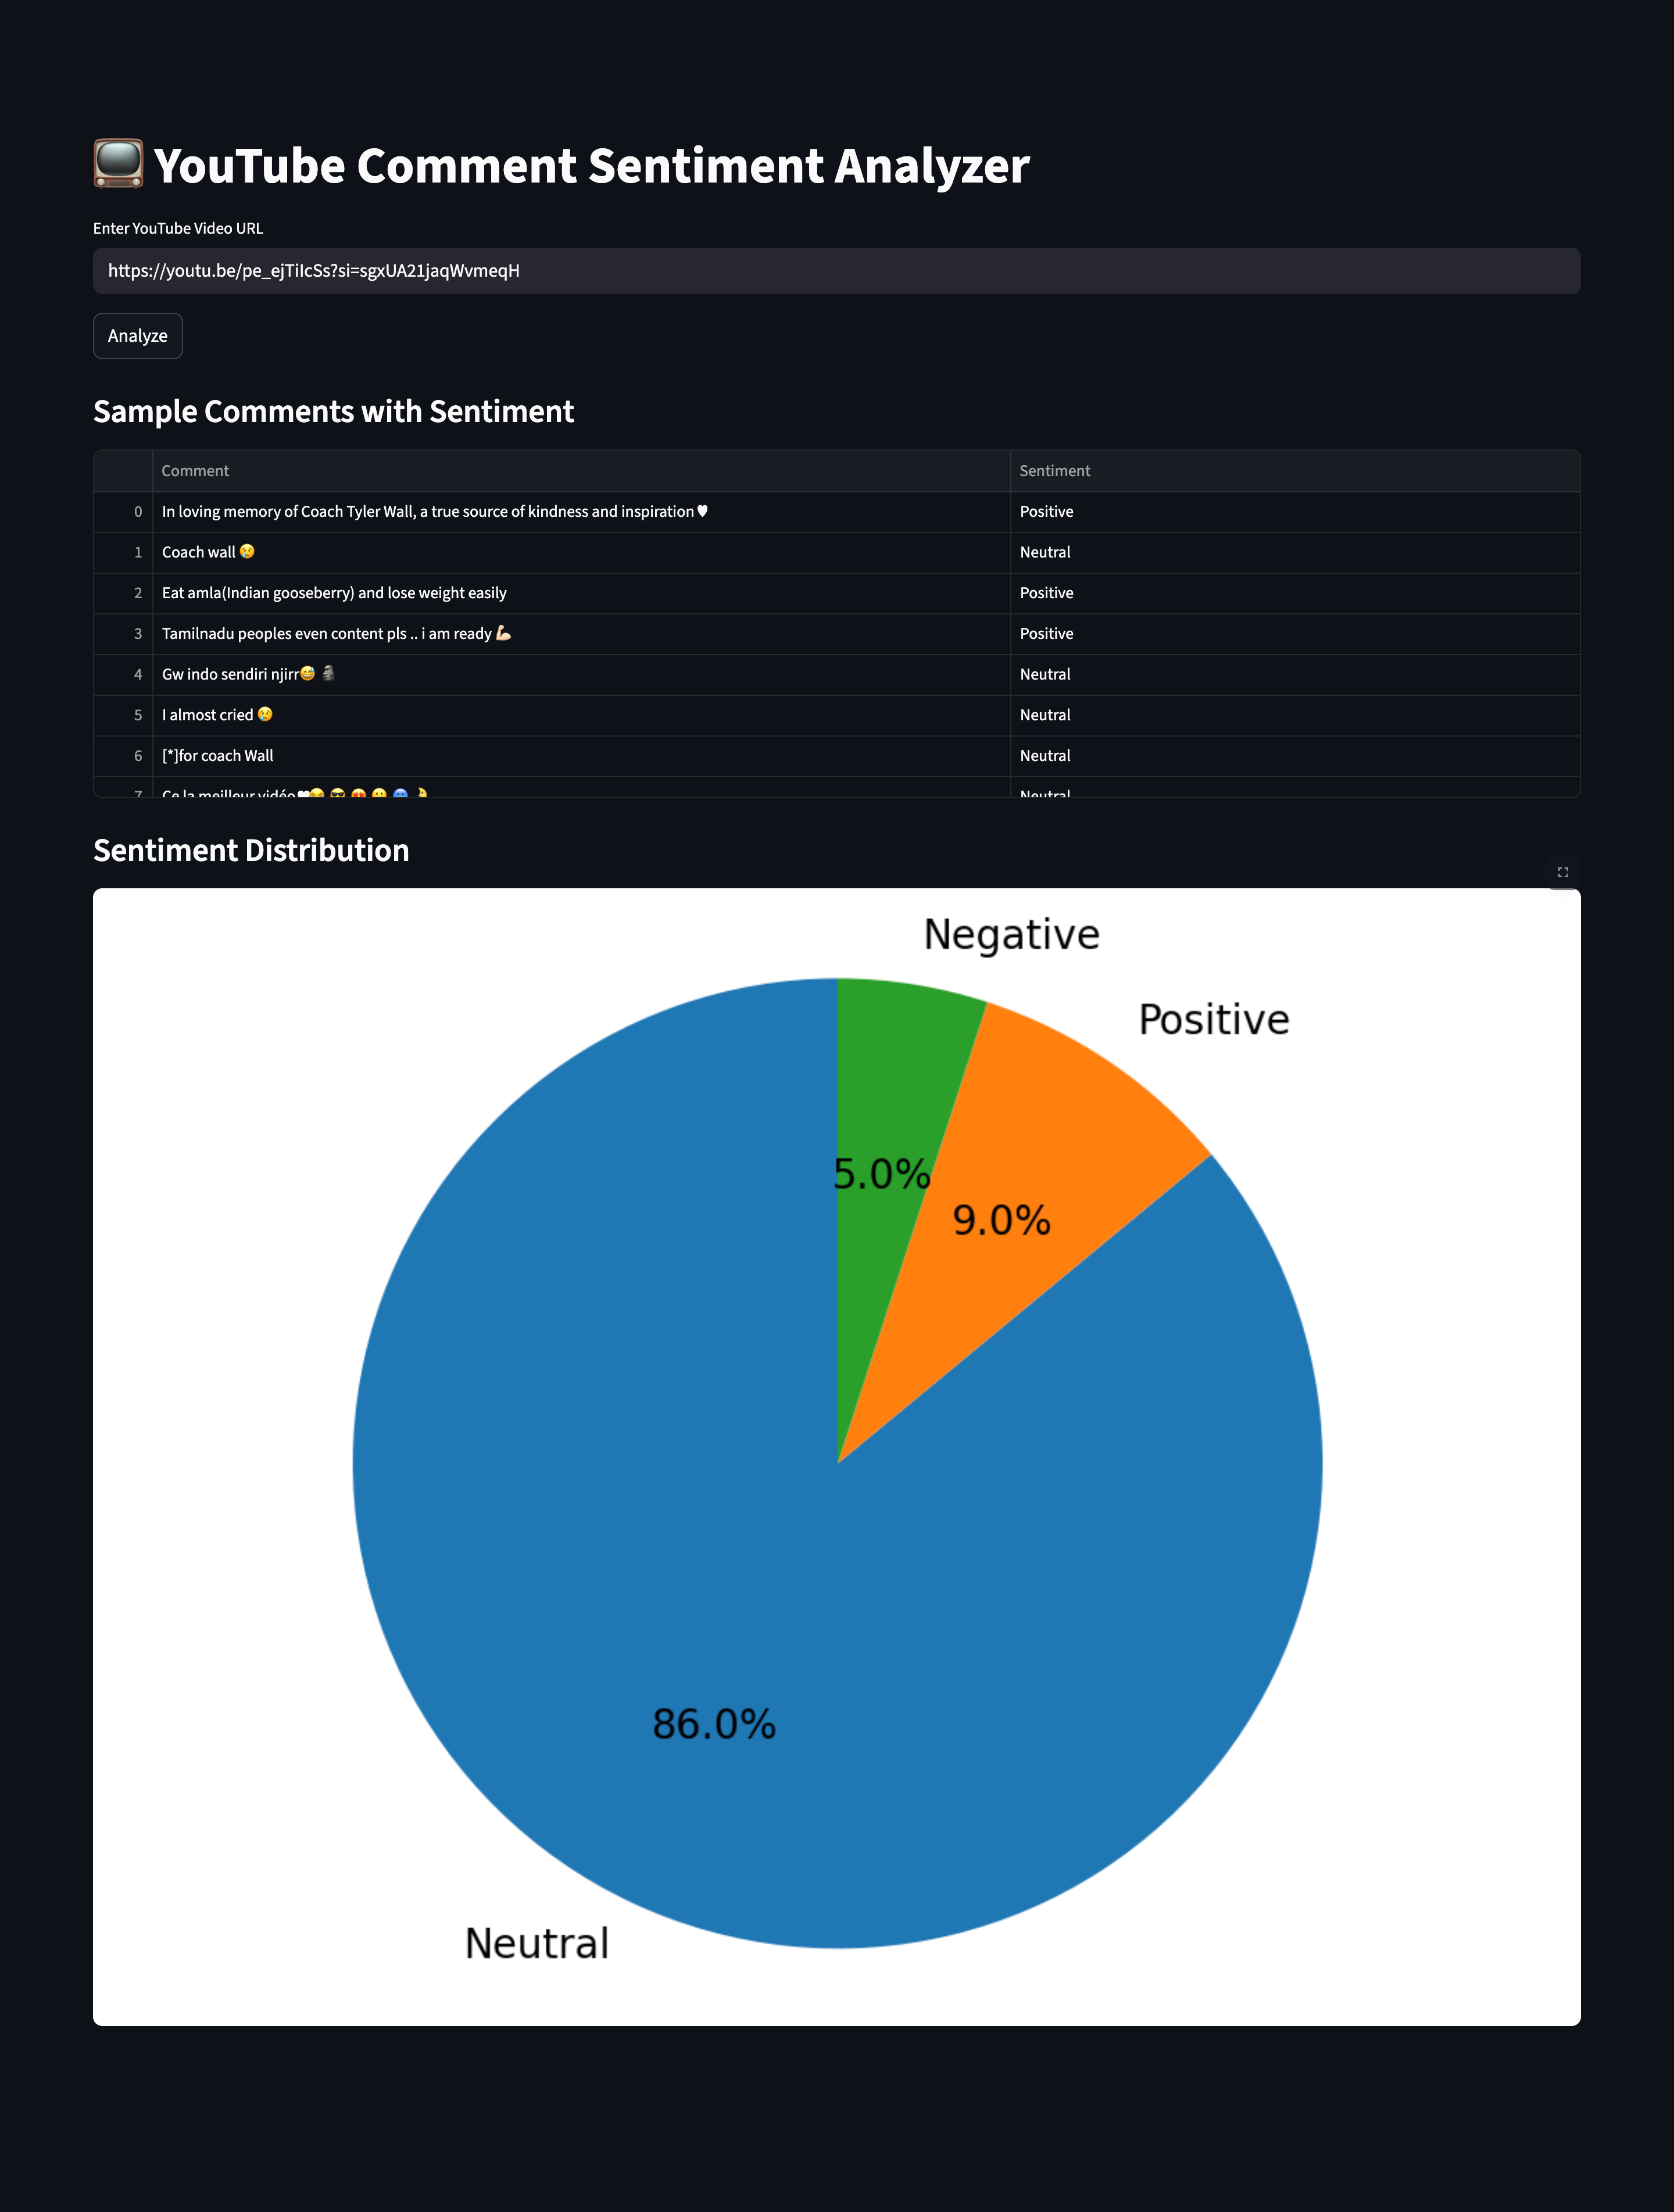 📺 YouTube Comment Sentiment Analyzer
Enter YouTube Video URL
https://youtu.be/pe_ejTiIcSs?si=sgxUA21jaqWvmeqH
Analyze
Sample Comments with Sentiment
Comment Sentiment
0 In loving memory of Coach Tyler Wall, a true source of kindness and inspiration ♥ Positive
1 Coach wall 😢 Neutral
2 Eat amla(Indian gooseberry) and lose weight easily Positive
3 Tamilnadu peoples even content pls .. i am ready 💪🏻 Positive
4 Gw indo sendiri njirr😅 🗿 Neutral
5 I almost cried 😢 Neutral
6 [*]for coach Wall Neutral
7 Ce la meilleur vidéo Neutral
Sentiment Distribution
Negative
Positive
5.0%
9.0%
86.0%
Neutral